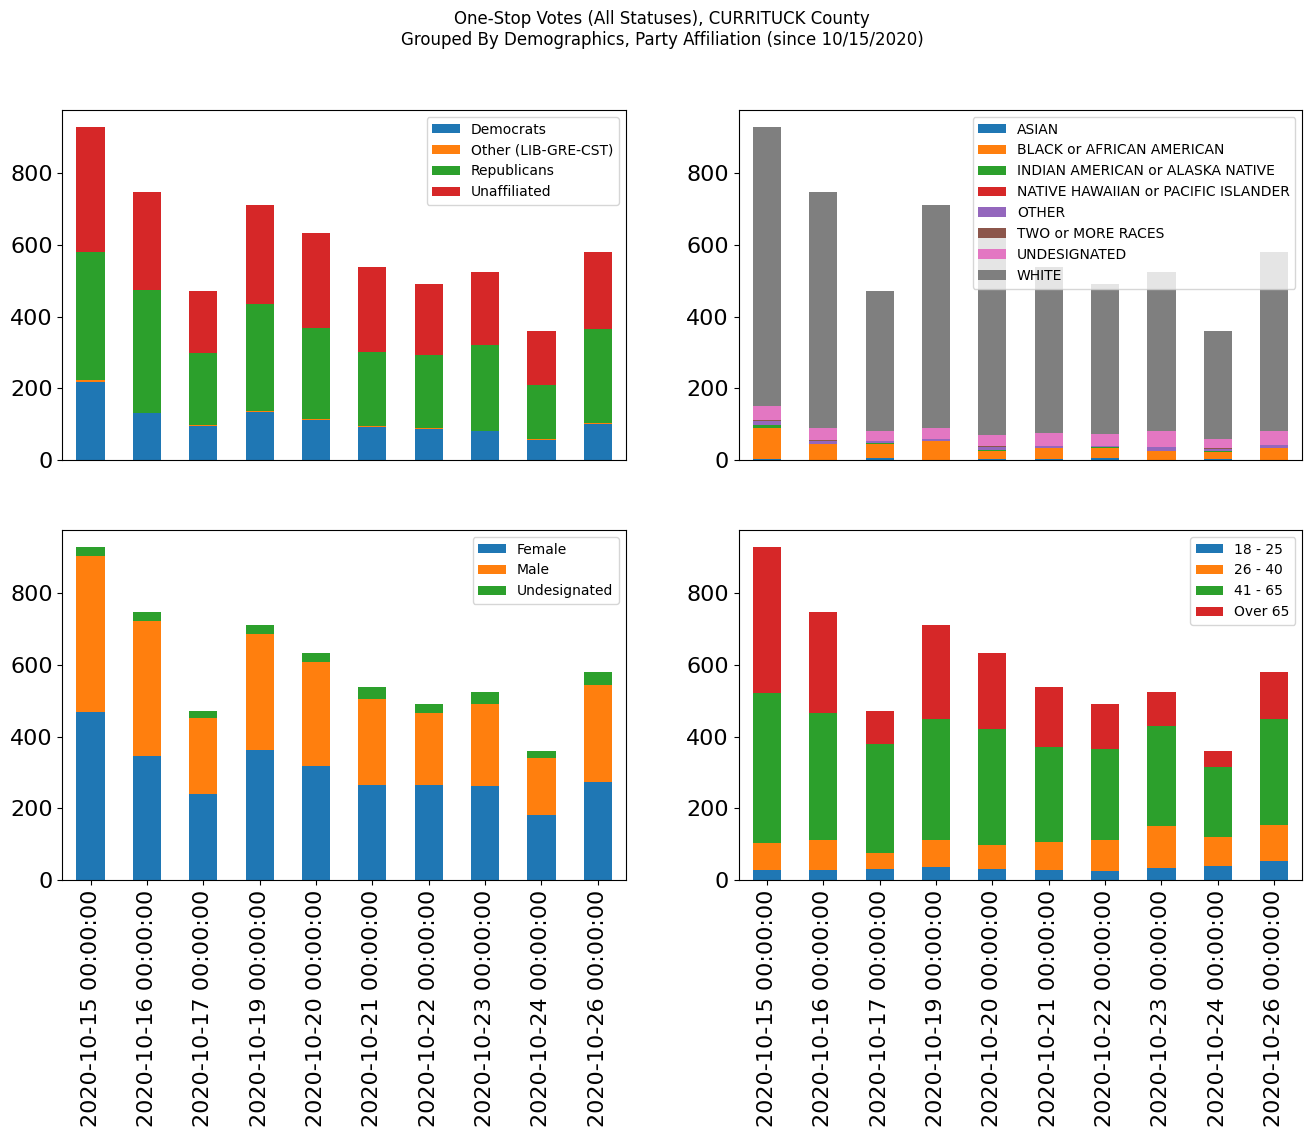 One-Stop Votes (All Statuses), CURRITUCK County
Grouped By Demographics, Party Affiliation (since 10/15/2020)
800
600
400
200
0
Democrats
Other (LIB-GRE-CST)
Republicans
Unaffiliated
800
600
400
200
0
ASIAN
BLACK or AFRICAN AMERICAN
INDIAN AMERICAN or ALASKA NATIVE
NATIVE HAWAIIAN or PACIFIC ISLANDER
OTHER
TWO or MORE RACES
UNDESIGNATED
WHITE
800
600
400
200
0
Female
Male
Undesignated
2020-10-15 00:00:00
2020-10-16 00:00:00
2020-10-17 00:00:00
2020-10-19 00:00:00
2020-10-20 00:00:00
2020-10-21 00:00:00
2020-10-22 00:00:00
2020-10-23 00:00:00
2020-10-24 00:00:00
2020-10-26 00:00:00
800
600
400
200
0
18 - 25
26 - 40
41 - 65
Over 65
2020-10-15 00:00:00
2020-10-16 00:00:00
2020-10-17 00:00:00
2020-10-19 00:00:00
2020-10-20 00:00:00
2020-10-21 00:00:00
2020-10-22 00:00:00
2020-10-23 00:00:00
2020-10-24 00:00:00
2020-10-26 00:00:00